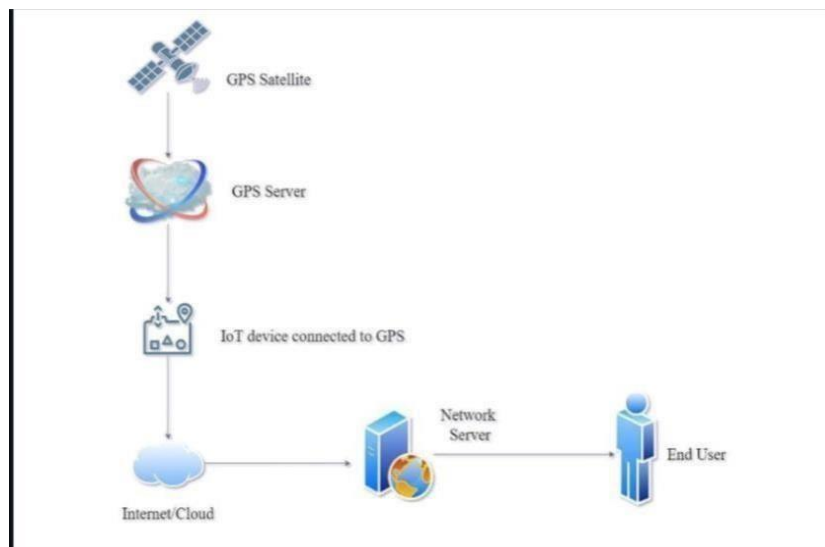 GPS Satellite
GPS Server
IoT device connected to GPS
Network
Server
End User
Internet/Cloud